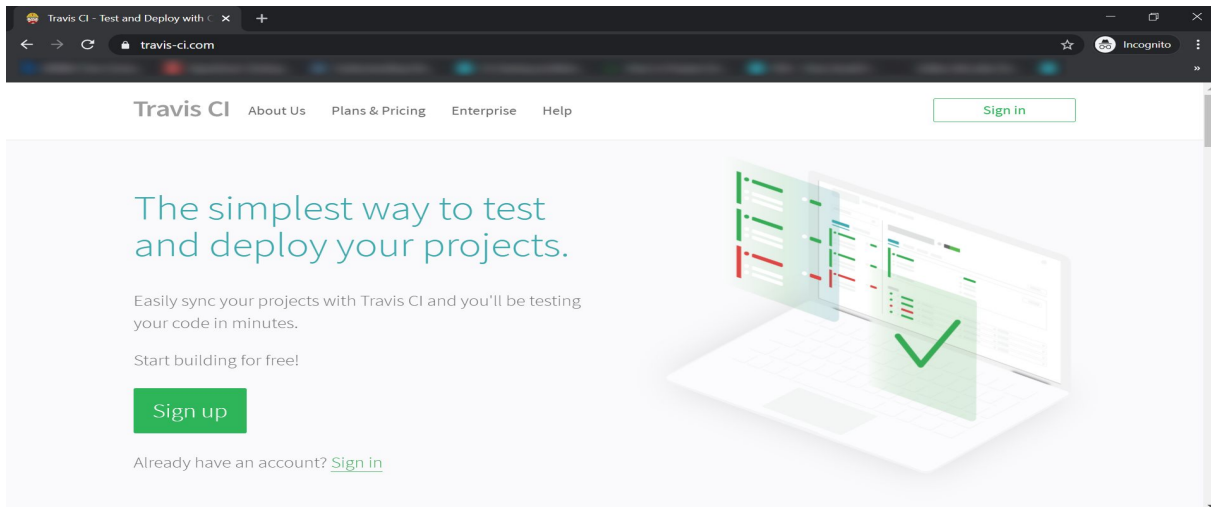 Travis CI - Test and Deploy with C
travis-ci.com
Incognito
Travis CI About Us Plans & Pricing Enterprise Help Sign in
The simplest way to test
and deploy your projects.
Easily sync your projects with Travis CI and you'll be testing
your code in minutes.
Start building for free!
Sign up
Already have an account? Sign in